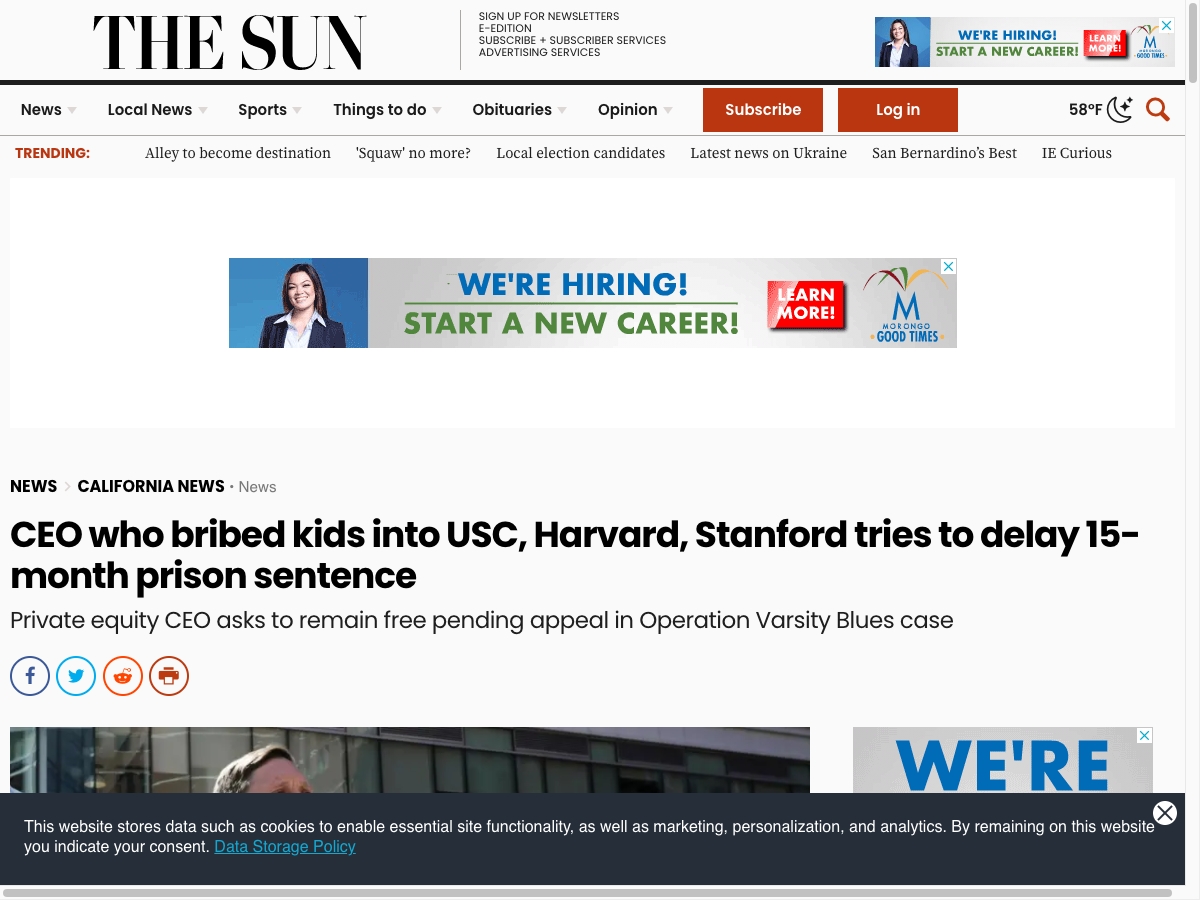 THE SUN
SIGN UP FOR NEWSLETTERS
E-EDITION
SUBSCRIBE + SUBSCRIBER SERVICES
ADVERTISING SERVICES
WE'RE HIRING!
START A NEW CAREER!
LEARN
MORE!
M
GOOD TIMES
News
Local News
Sports
Things to do
Obituaries
Opinion
Subscribe
Log in
58°F
TRENDING:
Alley to become destination
'Squaw' no more?
Local election candidates
Latest news on Ukraine
San Bernardino’s Best
IE Curious
WE'RE HIRING!
START A NEW CAREER!
LEARN
MORE!
M
MORONGO
GOOD TIMES
NEWS
CALIFORNIA NEWS • News
CEO who bribed kids into USC, Harvard, Stanford tries to delay 15-
month prison sentence
Private equity CEO asks to remain free pending appeal in Operation Varsity Blues case
WE'RE
This website stores data such as cookies to enable essential site functionality, as well as marketing, personalization, and analytics. By remaining on this website
you indicate your consent. Data Storage Policy